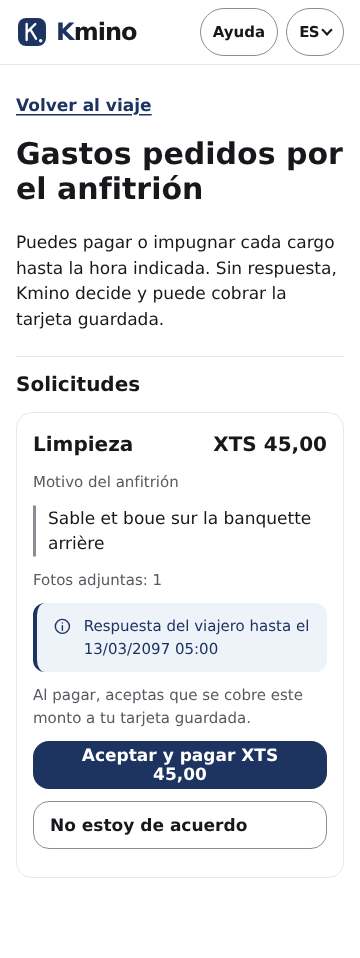 K. Kmino
Ayuda
ES
Volver al viaje
Gastos pedidos por
el anfitrión
Puedes pagar o impugnar cada cargo
hasta la hora indicada. Sin respuesta,
Kmino decide y puede cobrar la
tarjeta guardada.
Solicitudes
Limpieza XTS 45,00
Motivo del anfitrión
Sable et boue sur la banquette
arrière
Fotos adjuntas: 1
Respuesta del viajero hasta el
13/03/2097 05:00
Al pagar, aceptas que se cobre este
monto a tu tarjeta guardada.
Aceptar y pagar XTS
45,00
No estoy de acuerdo